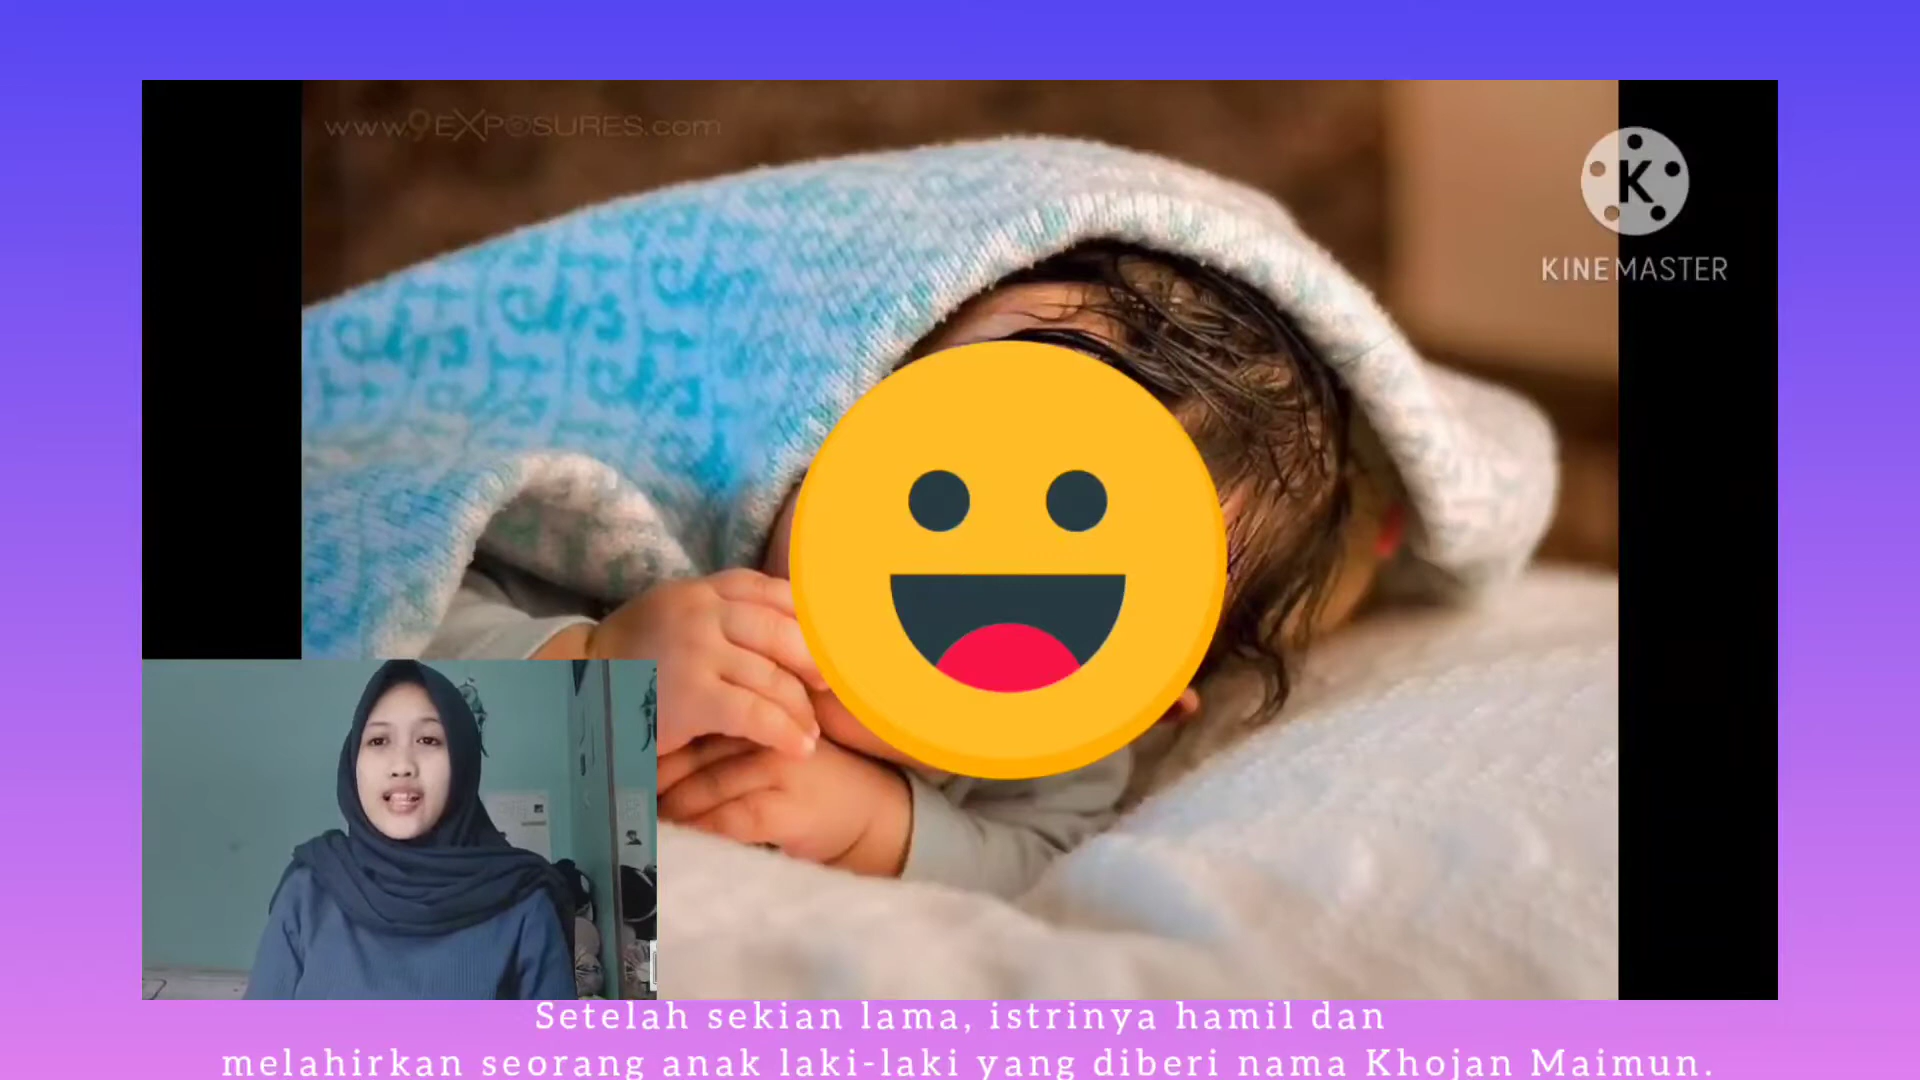 www.9EXPOSURES.com
K
KINEMASTER
Setelah sekian lama, istrinya hamil dan
melahirkan seorang anak laki-laki yang diberi nama Khojan Maimun.